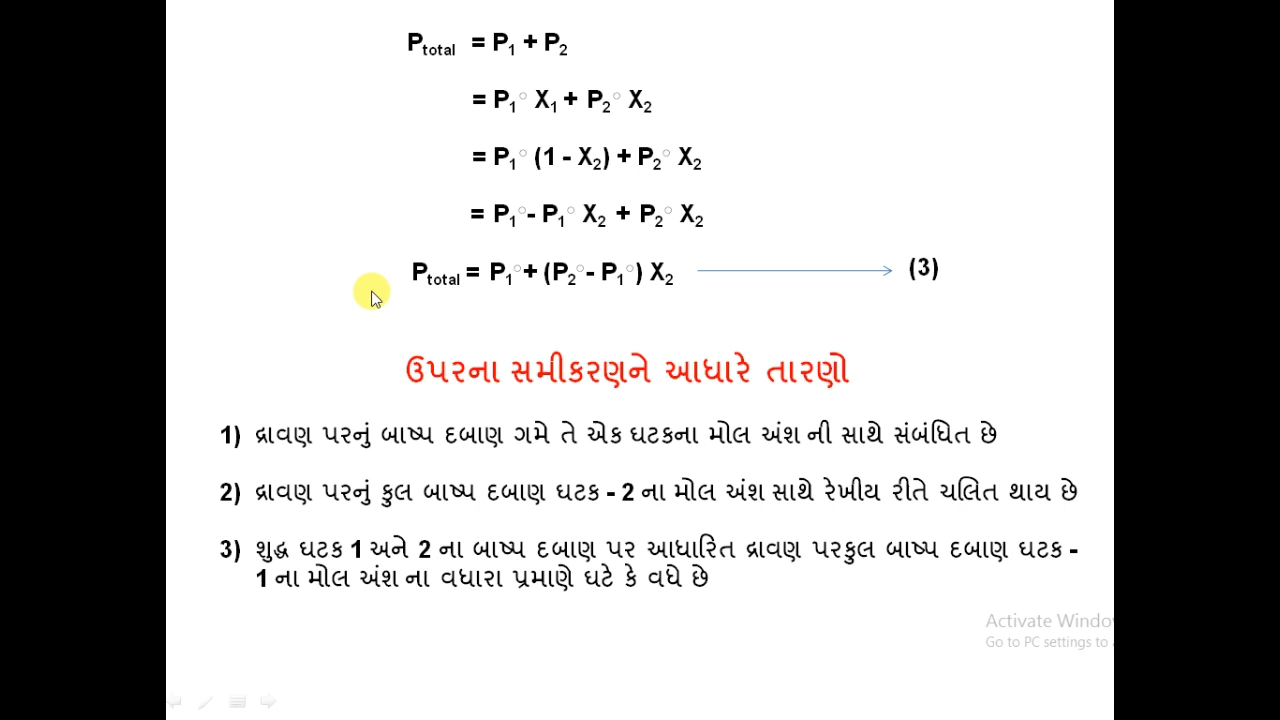 P₍total₎ = P₁ + P₂
= P₁° X₁ + P₂° X₂
= P₁° (1 - X₂) + P₂° X₂
= P₁° - P₁° X₂ + P₂° X₂
P₍total₎ = P₁° + (P₂° - P₁°) X₂ (3)
ઉપરના સમીકરણને આધારે તારણો
1) દ્રાવણ પરનું બાષ્પ દબાણ ગમે તે એક ઘટકના મોલ અંશ ની સાથે સંબંધિત છે
2) દ્રાવણ પરનું કુલ બાષ્પ દબાણ ઘટક - 2 ના મોલ અંશ સાથે રેખીય રીતે ચલિત થાય છે
3) શુદ્ધ ઘટક 1 અને 2 ના બાષ્પ દબાણ પર આધારિત દ્રાવણ પરકુલ બાષ્પ દબાણ ઘટક -
1 ના મોલ અંશ ના વધારા પ્રમાણે ઘટે કે વધે છે
Activate Windo
Go to PC settings to